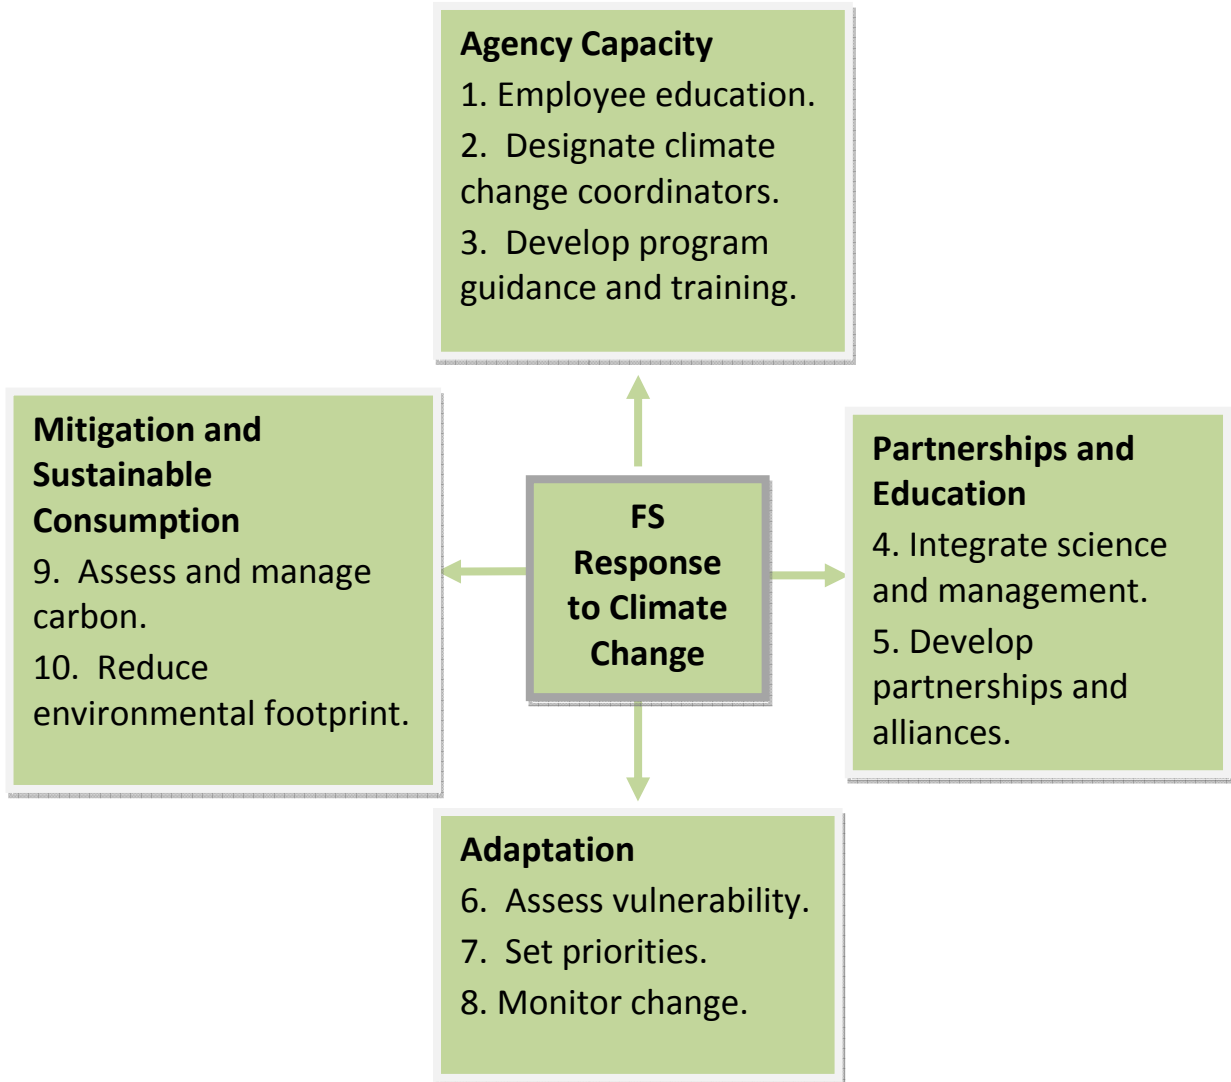 Agency Capacity
1. Employee education.
2. Designate climate
change coordinators.
3. Develop program
guidance and training.
Mitigation and
Sustainable
Consumption
9. Assess and manage
carbon.
10. Reduce
environmental footprint.
FS
Response
to Climate
Change
Partnerships and
Education
4. Integrate science
and management.
5. Develop
partnerships and
alliances.
Adaptation
6. Assess vulnerability.
7. Set priorities.
8. Monitor change.